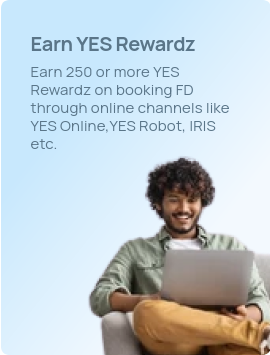 Earn YES Rewardz
Earn 250 or more YES
Rewardz on booking FD
through online channels like
YES Online,YES Robot, IRIS
etc.